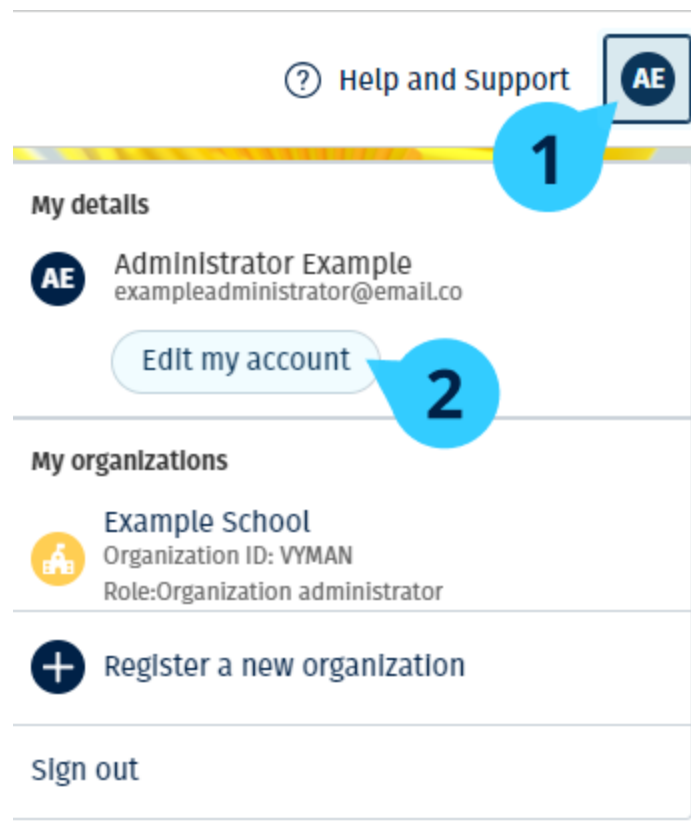 ? Help and Support AE
1
My details
AE Administrator Example
exampleadministrator@email.co
Edit my account
2
My organizations
Example School
Organization ID: VYMAN
Role:Organization administrator
Register a new organization
Sign out